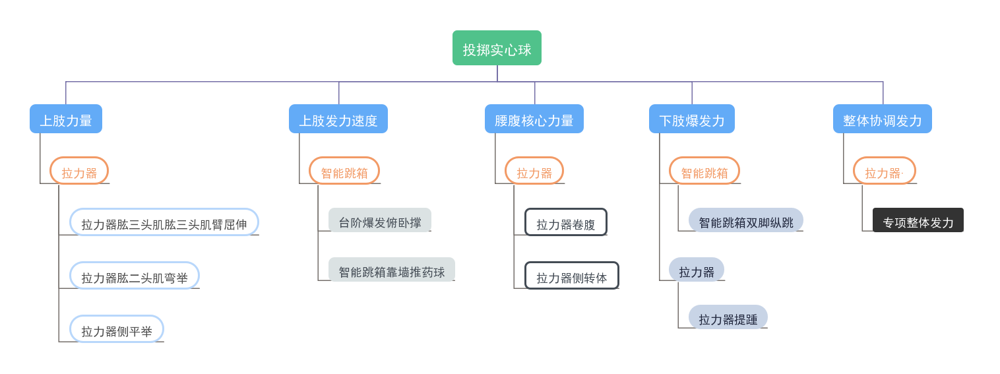 投掷实心球
上肢力量
上肢发力速度
腰腹核心力量
下肢爆发力
整体协调发力
拉力器
智能跳箱
拉力器
智能跳箱
拉力器·
拉力器肱三头肌肱三头肌臂屈伸
台阶爆发俯卧撑
拉力器卷腹
智能跳箱双脚纵跳
专项整体发力
拉力器肱二头肌弯举
智能跳箱靠墙推药球
拉力器侧转体
拉力器
拉力器侧平举
拉力器提踵